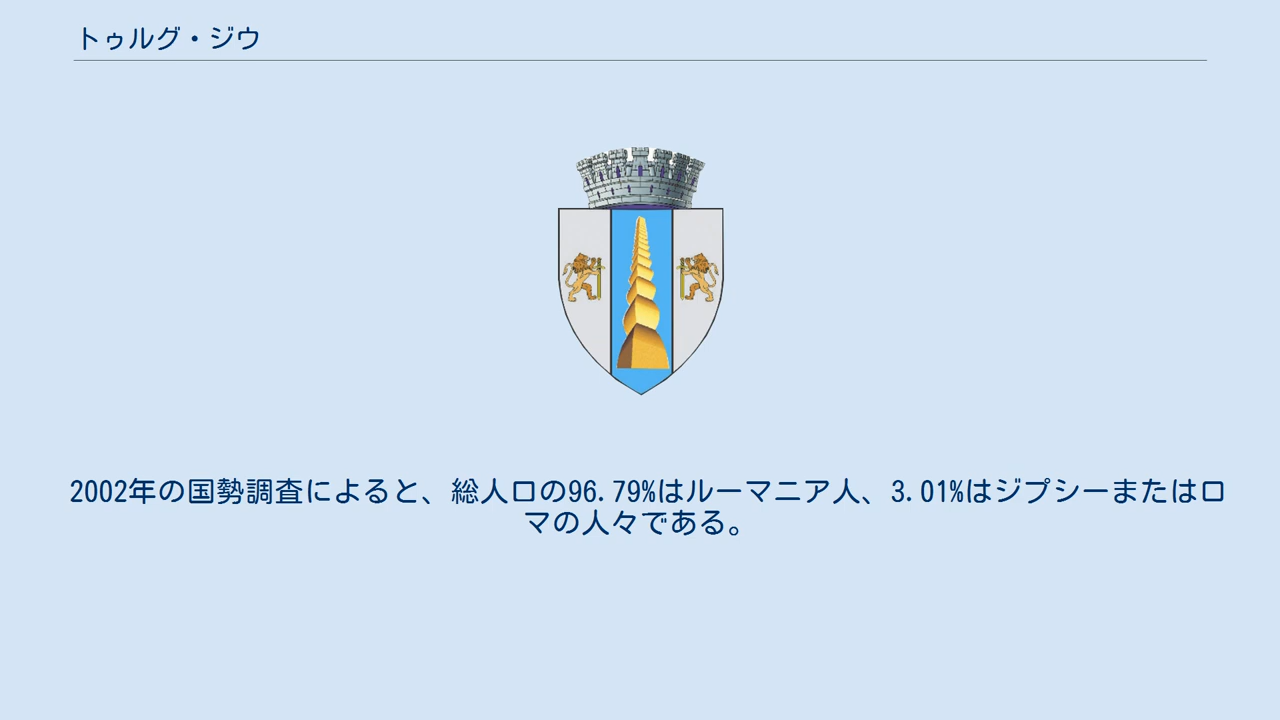 トゥルグ・ジウ
2002年の国勢調査によると、総人口の96.79%はルーマニア人、3.01%はジプシーまたはロ
マの人々である。